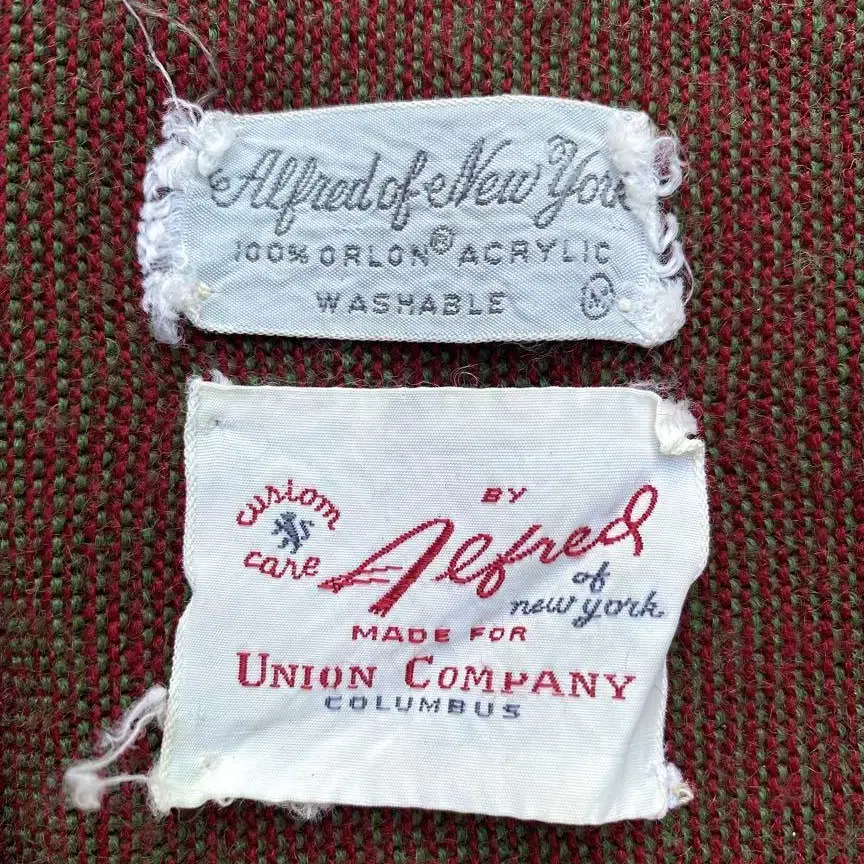 Alfred of New York
100% ORLON® ACRYLIC
WASHABLE M
custom care
BY
Alfred
of
new york
MADE FOR
UNION COMPANY
COLUMBUS